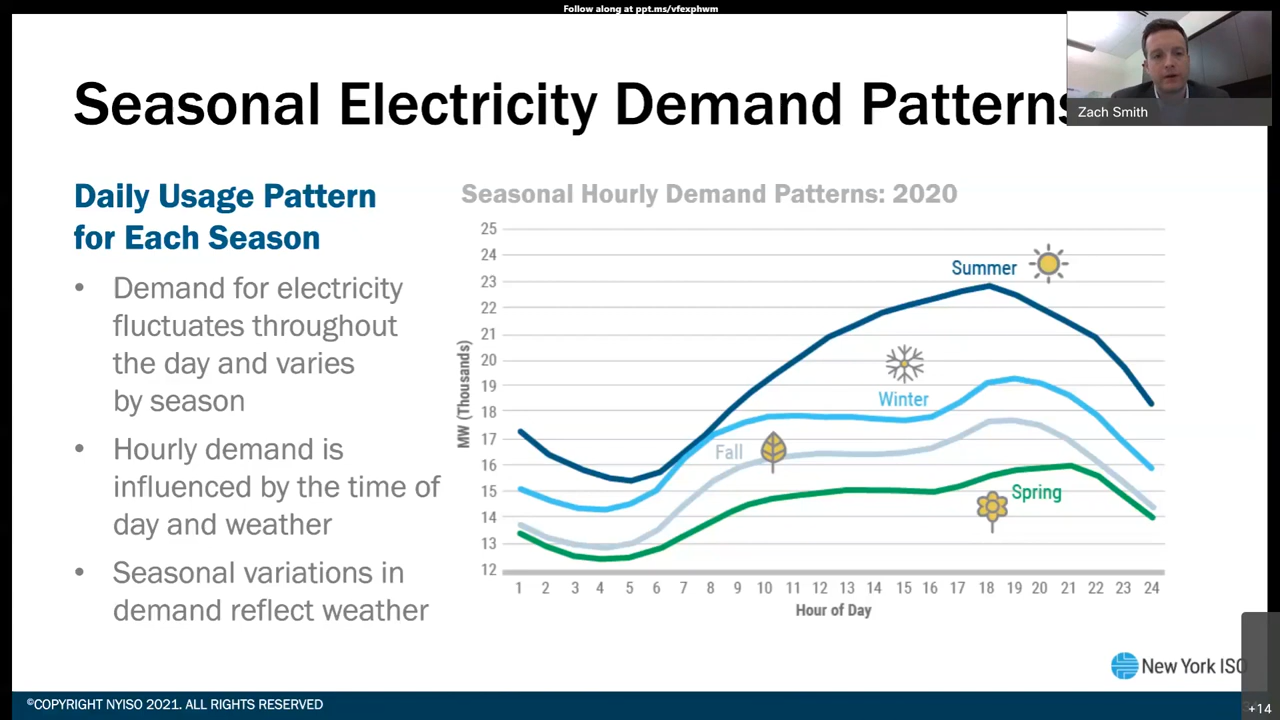 Follow along at ppt.ms/vfexphwm
Seasonal Electricity Demand Patterns
Zach Smith
Daily Usage Pattern
for Each Season
• Demand for electricity
fluctuates throughout
the day and varies
by season
• Hourly demand is
influenced by the time of
day and weather
• Seasonal variations in
demand reflect weather
Seasonal Hourly Demand Patterns: 2020
MW (Thousands)
25
24
23
22
21
20
19
18
17
16
15
14
13
12
Summer
Winter
Fall
Spring
1 2 3 4 5 6 7 8 9 10 11 12 13 14 15 16 17 18 19 20 21 22 23 24
Hour of Day
New York ISO
©COPYRIGHT NYISO 2021. ALL RIGHTS RESERVED
+14